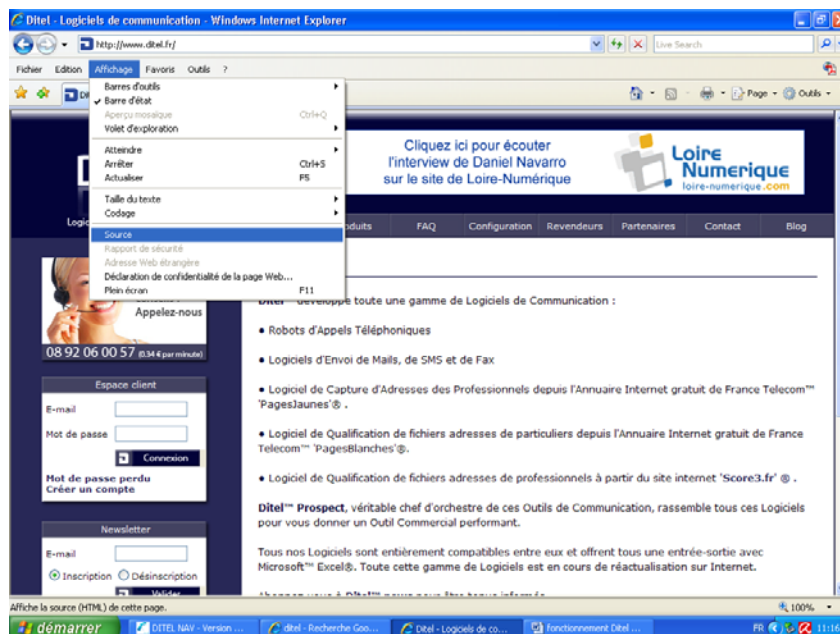 Ditel - Logiciels de communication - Windows Internet Explorer
http://www.ditel.fr/
Live Search
Fichier Edition Affichage Favoris Outils ?
Page Outils
Barres d'outils
Barre d'état
Aperçu mosaïque Ctrl+Q
Volet d'exploration
Atteindre
Arrêter Ctrl+S
Actualiser F5
Taille du texte
Codage
Source
Rapport de sécurité
Adresse Web étrangère
Déclaration de confidentialité de la page Web...
Plein écran F11
Cliquez ici pour écouter
l'interview de Daniel Navarro
sur le site de Loire-Numérique
Loire
Numerique
loire-numerique.com
FAQ Configuration Revendeurs Partenaires Contact Blog
Appelez-nous
08 92 06 00 57 (0.34 € par minute)
Espace client
E-mail
Mot de passe
Connexion
Mot de passe perdu
Créer un compte
Newsletter
E-mail
Inscription Désinscription
Valider
Ditel™ développe toute une gamme de Logiciels de Communication :
• Robots d'Appels Téléphoniques
• Logiciels d'Envoi de Mails, de SMS et de Fax
• Logiciel de Capture d'Adresses des Professionnels depuis l'Annuaire Internet gratuit de France Telecom™
'PagesJaunes'® .
• Logiciel de Qualification de fichiers adresses de particuliers depuis l'Annuaire Internet gratuit de France
Telecom™ 'PagesBlanches'®.
• Logiciel de Qualification de fichiers adresses de professionnels à partir du site internet 'Score3.fr' ® .
Ditel™ Prospect, véritable chef d'orchestre de ces Outils de Communication, rassemble tous ces Logiciels
pour vous donner un Outil Commercial performant.
Tous nos Logiciels sont entièrement compatibles entre eux et offrent tous une entrée-sortie avec
Microsoft™ Excel®. Toute cette gamme de Logiciels est en cours de réactualisation sur Internet.
Affiche la source (HTML) de cette page.
100%
démarrer
DITEL NAV - Version ...
ditel - Recherche Goo...
Ditel - Logiciels de co...
fonctionnement Ditel ...
FR
11:16